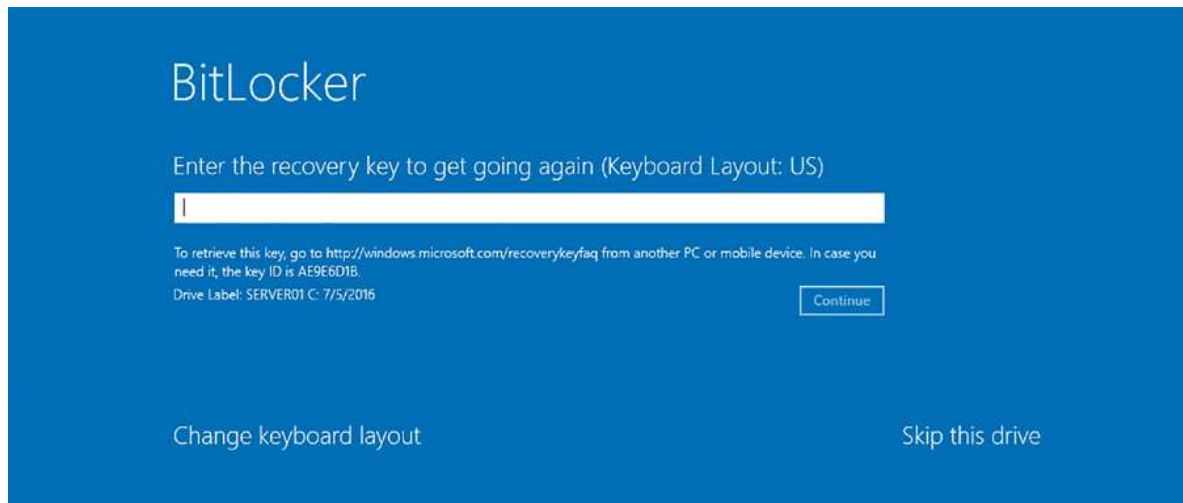 BitLocker
Enter the recovery key to get going again (Keyboard Layout: US)
To retrieve this key, go to http://windows.microsoft.com/recoverykeyfaq from another PC or mobile device. In case you
need it, the key ID is AE9E6D1B.
Drive Label: SERVER01 C: 7/5/2016
Continue
Change keyboard layout
Skip this drive